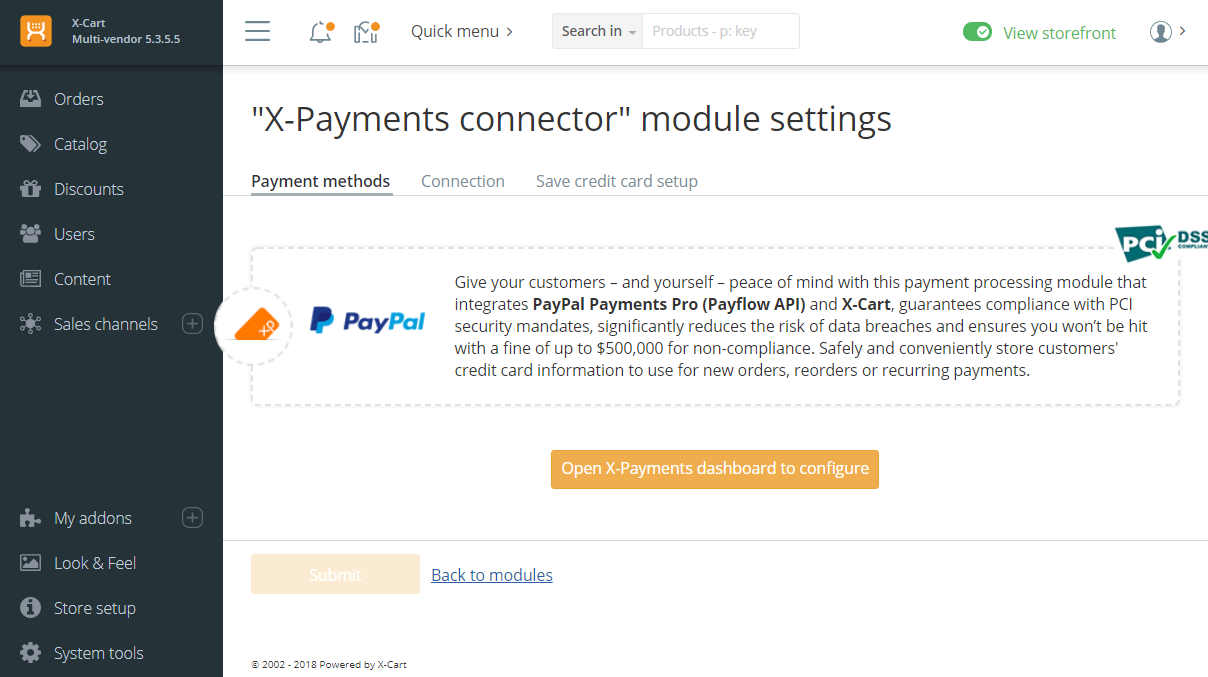 X-Cart
Multi-vendor 5.3.5.5
Quick menu
Search in
Products - p: key
View storefront
Orders
Catalog
Discounts
Users
Content
Sales channels
My addons
Look & Feel
Store setup
System tools
"X-Payments connector" module settings
Payment methods Connection Save credit card setup
PCI DSS
COMPLIANT
PayPal
Give your customers – and yourself – peace of mind with this payment processing module that
integrates PayPal Payments Pro (Payflow API) and X-Cart, guarantees compliance with PCI
security mandates, significantly reduces the risk of data breaches and ensures you won’t be hit
with a fine of up to $500,000 for non-compliance. Safely and conveniently store customers'
credit card information to use for new orders, reorders or recurring payments.
Open X-Payments dashboard to configure
Submit
Back to modules
© 2002 - 2018 Powered by X-Cart